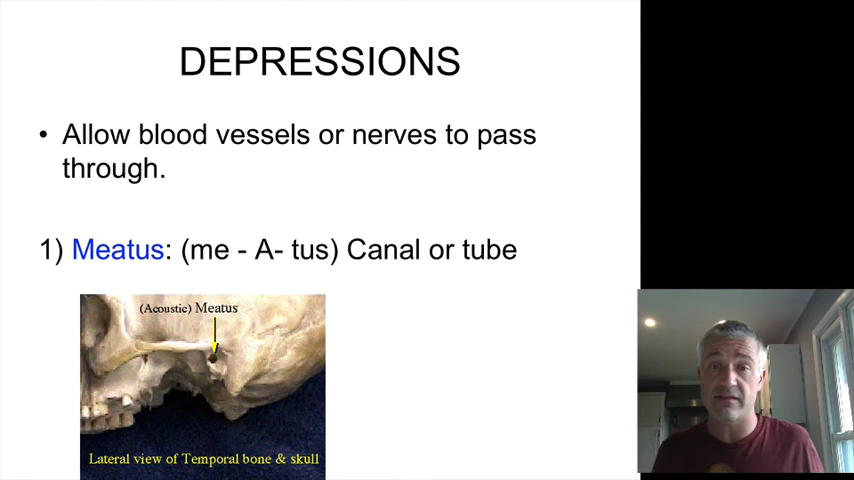 DEPRESSIONS
• Allow blood vessels or nerves to pass
through.
1) Meatus: (me - A- tus) Canal or tube
(Acoustic) Meatus
Lateral view of Temporal bone & skull